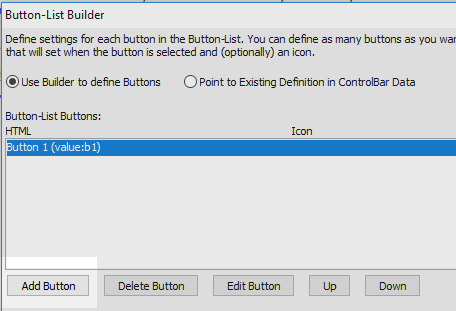 Button-List Builder
Define settings for each button in the Button-List. You can define as many buttons as you
that will set when the button is selected and (optionally) an icon.
Use Builder to define Buttons Point to Existing Definition in ControlBar Data
Button-List Buttons:
HTML Icon
Button 1 (value:b1)
Add Button Delete Button Edit Button Up Down